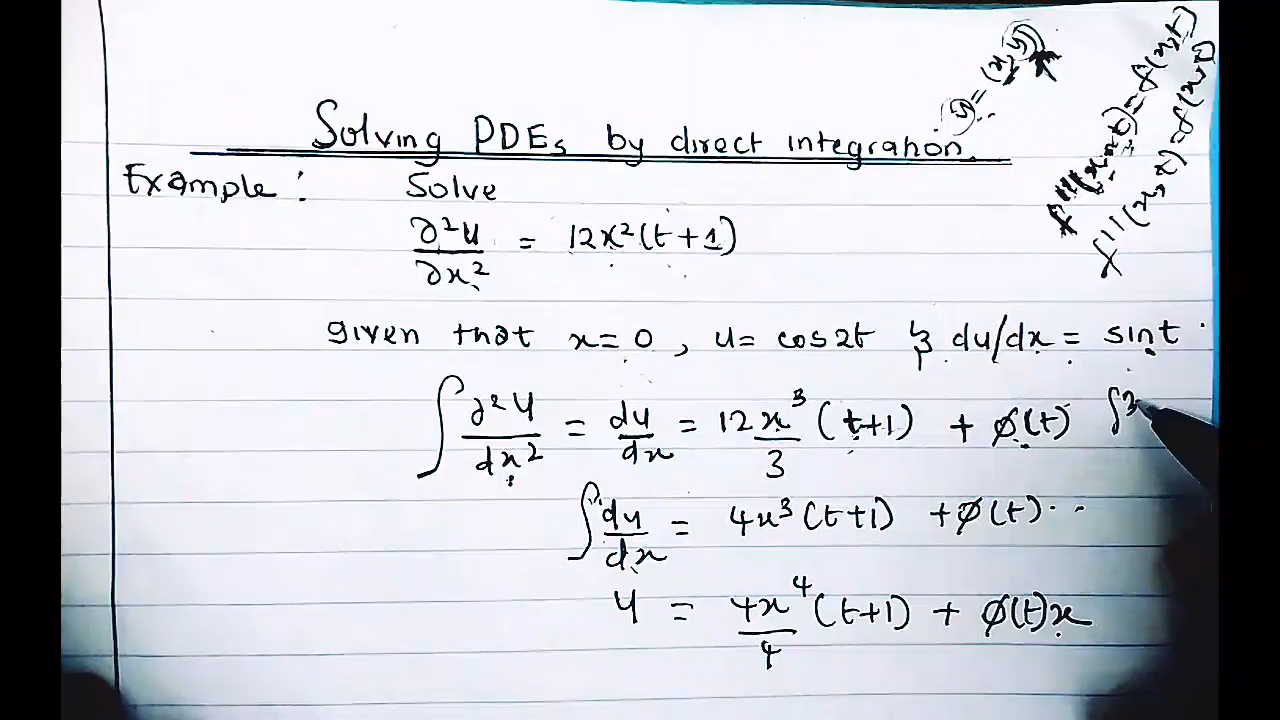 Solving PDEs by direct integration.
Example: Solve
∂²u/∂x² = 12x²(t+1)
given that x=0, u= cos2t & du/dx = sint.
∫ ∂²u/dx² = du/dx = 12x³/3 (t+1) + ϕ(t) ∫3
∫ du/dx = 4x³(t+1) + ϕ(t)..
u = 4x⁴/4 (t+1) + ϕ(t)x
y = (x,y)
f'''(x,t) = f(x,t)
f'''(x,t) = f(x,t)